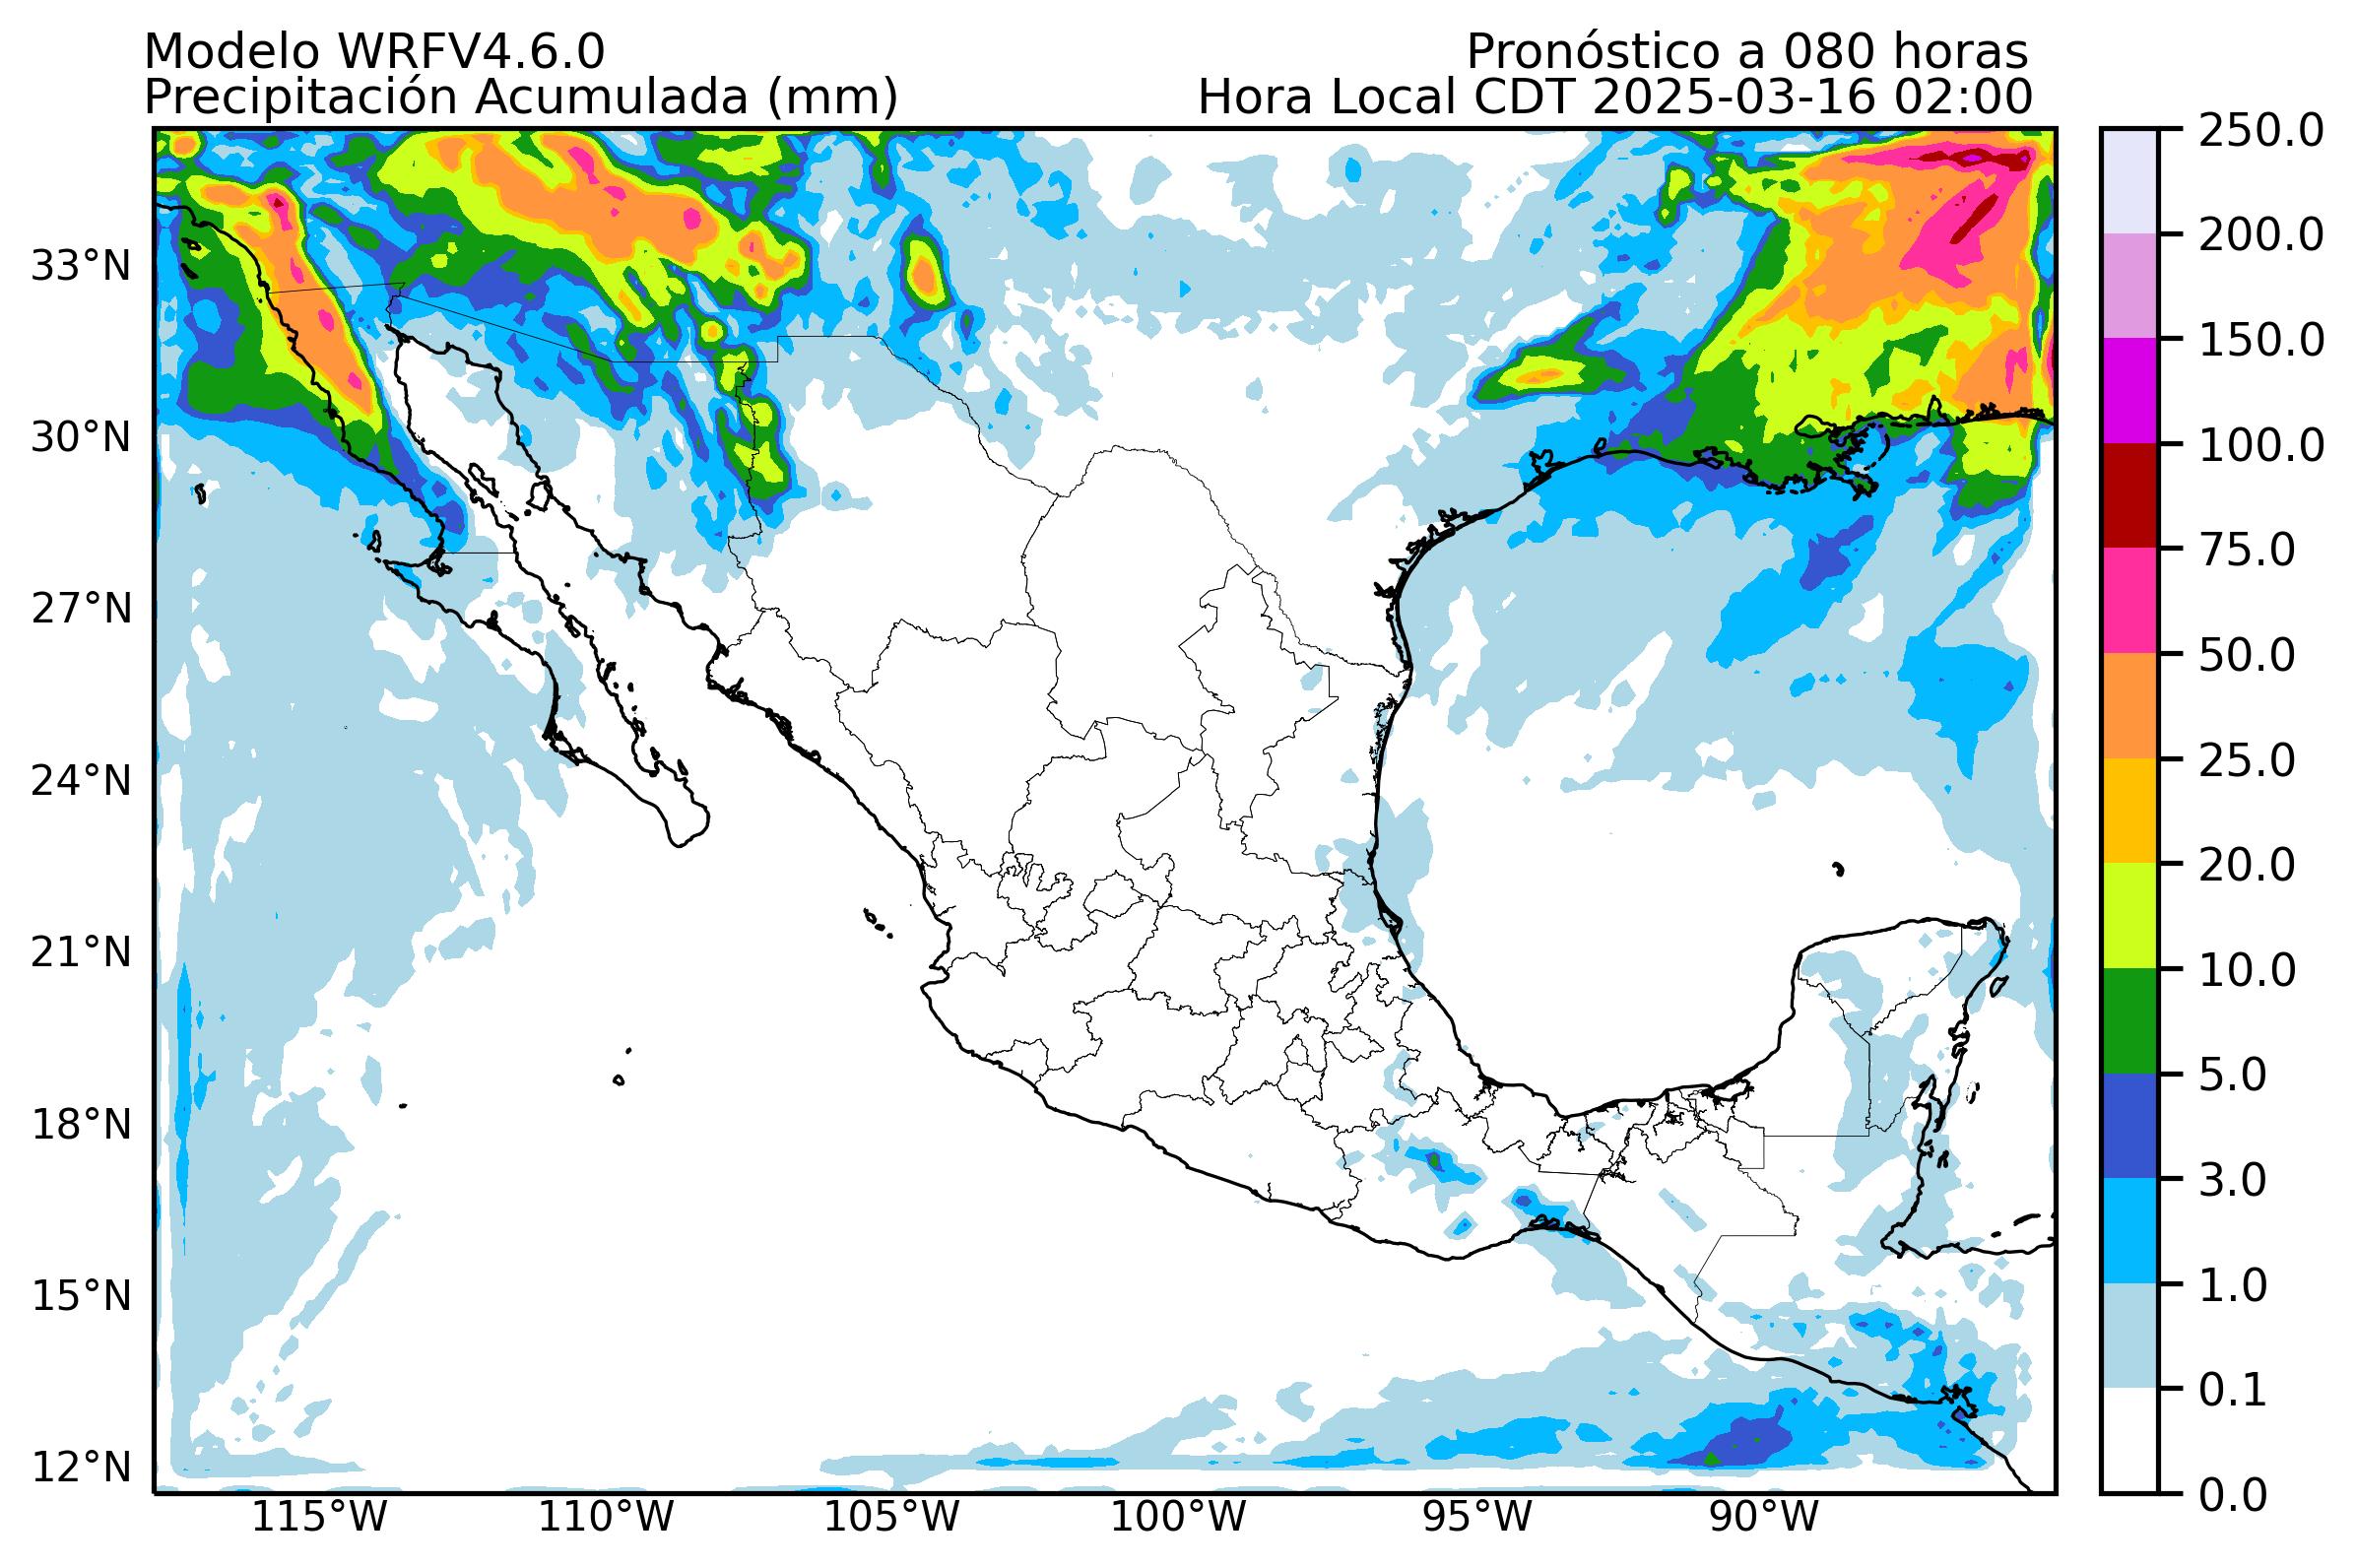 Modelo WRFV4.6.0
Pronóstico a 080 horas
Precipitación Acumulada (mm)
Hora Local CDT 2025-03-16 02:00
33°N
30°N
27°N
24°N
21°N
18°N
15°N
12°N
115°W
110°W
105°W
100°W
95°W
90°W
250.0
200.0
150.0
100.0
75.0
50.0
25.0
20.0
10.0
5.0
3.0
1.0
0.1
0.0